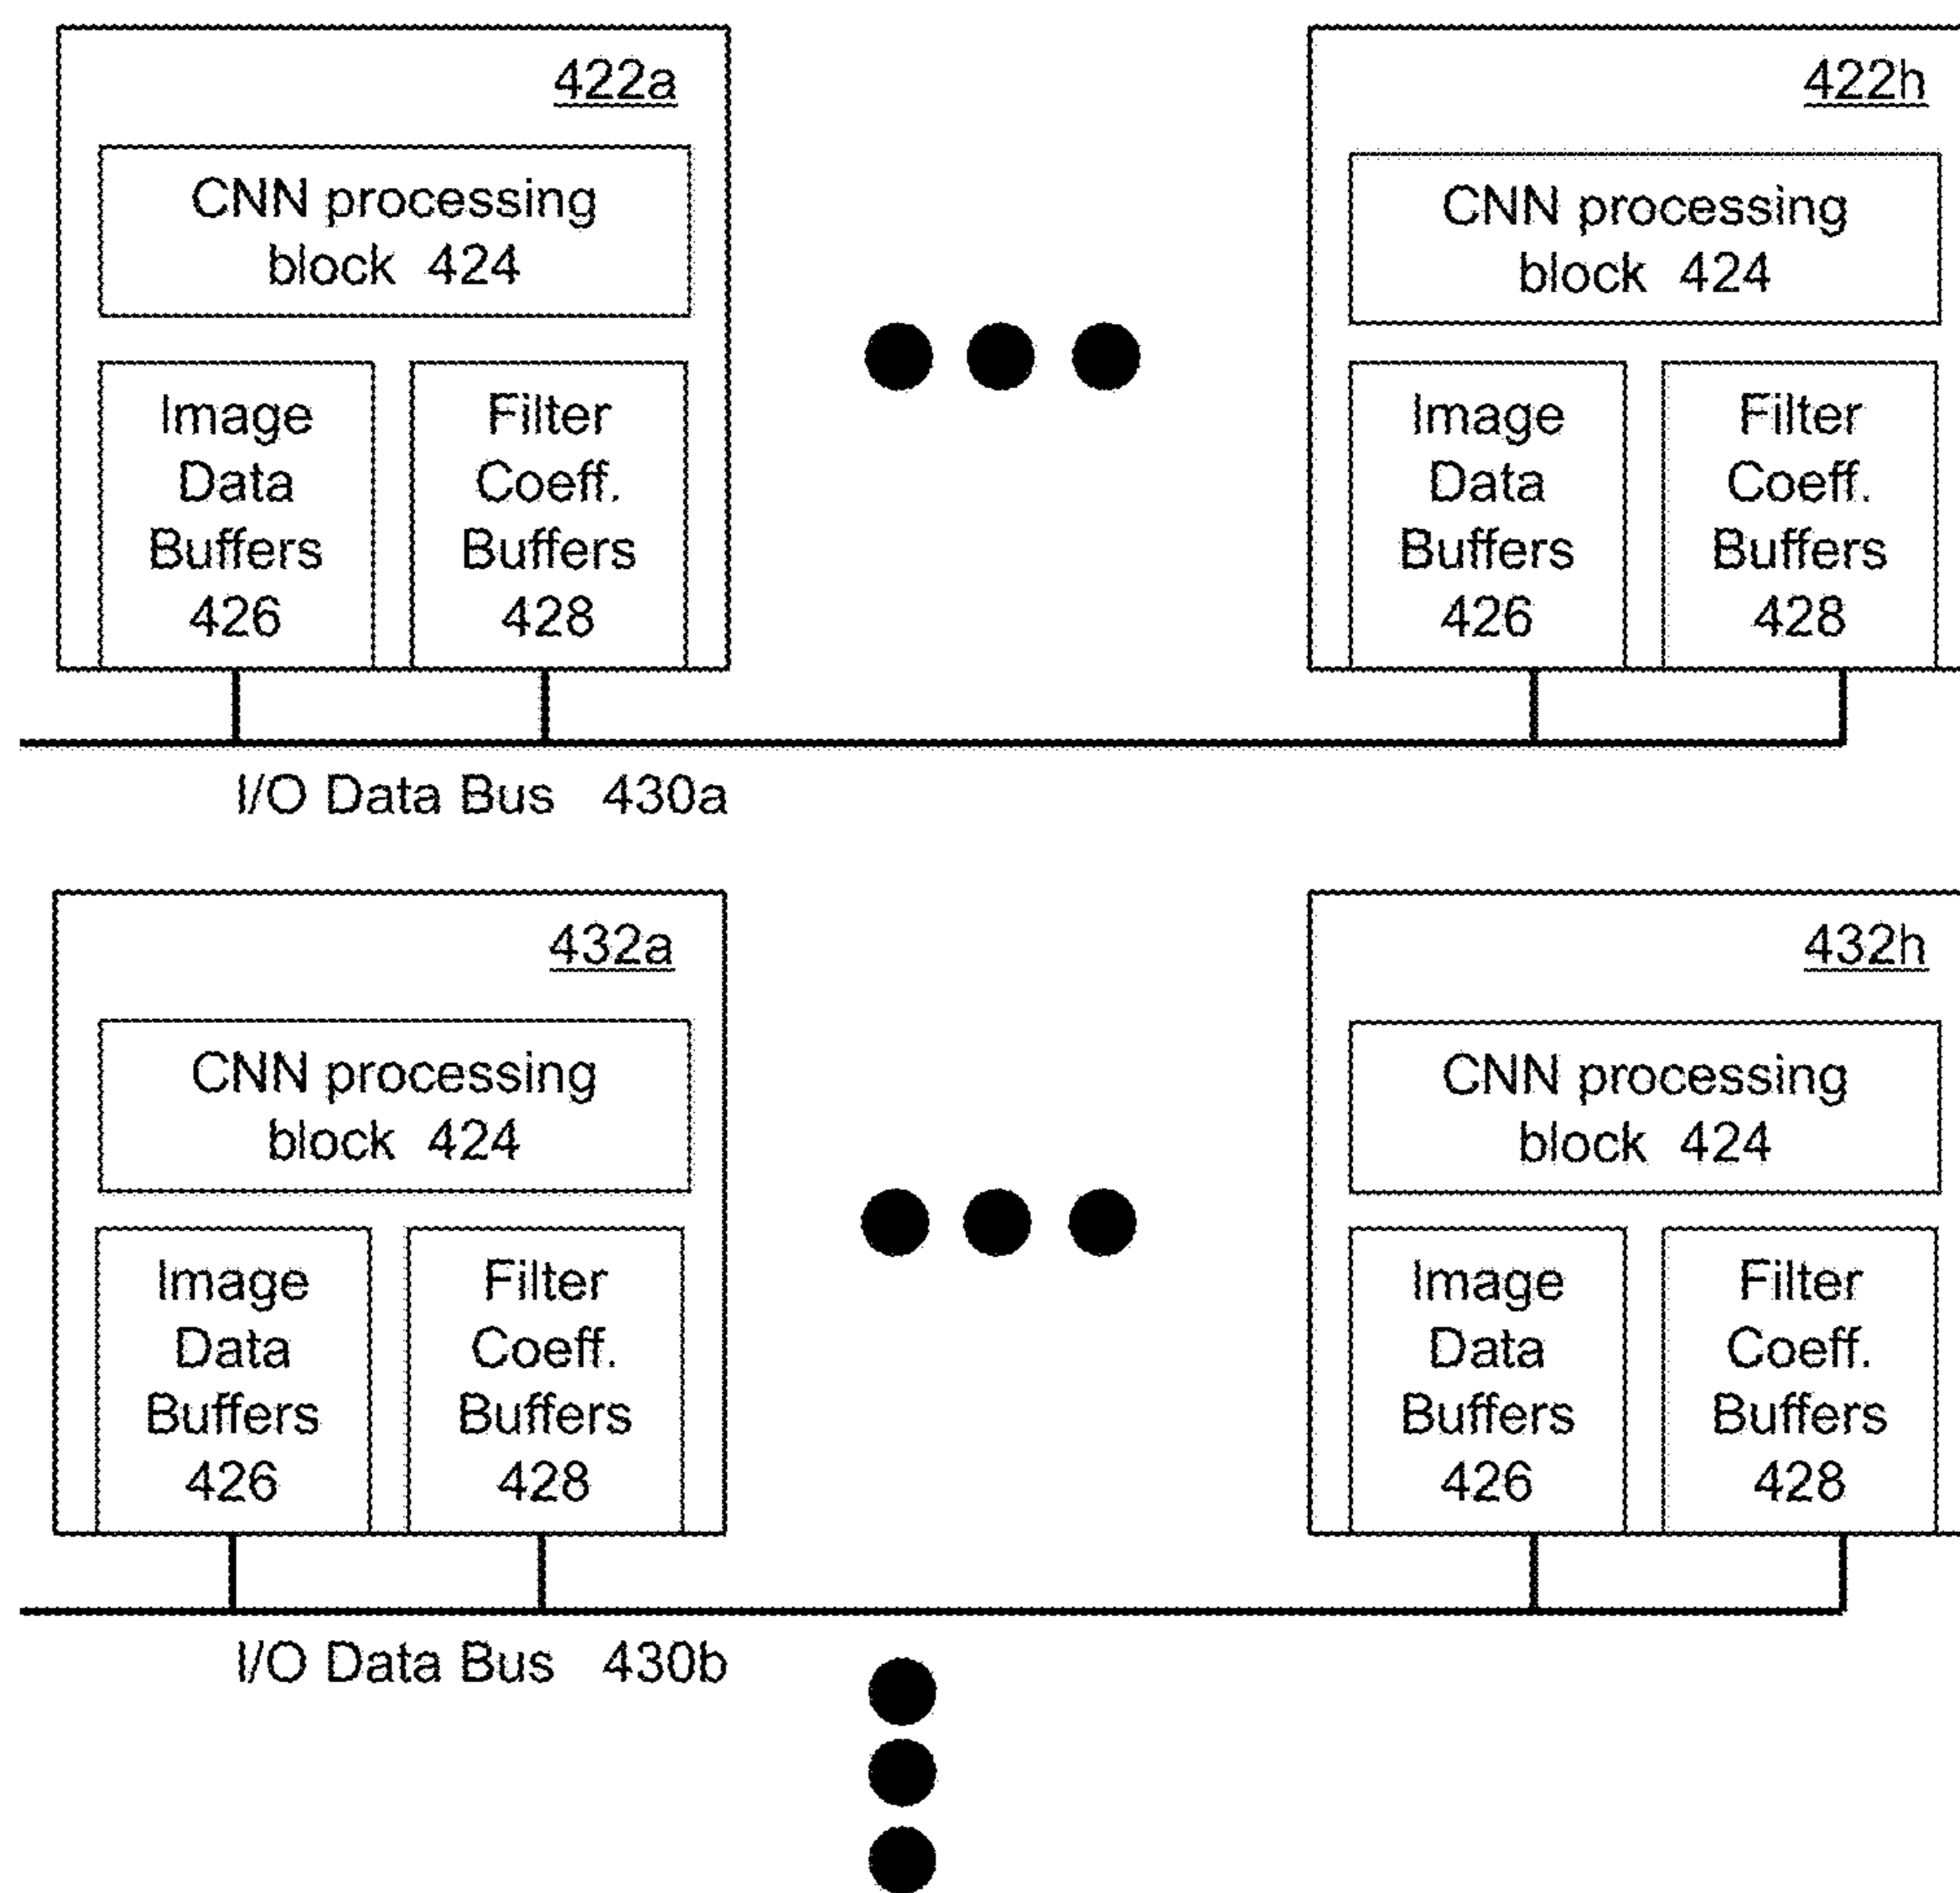 422a
CNN processing
block 424
Image
Data
Buffers
426
Filter
Coeff.
Buffers
428
422h
CNN processing
block 424
Image
Data
Buffers
426
Filter
Coeff.
Buffers
428
I/O Data Bus 430a
432a
CNN processing
block 424
Image
Data
Buffers
426
Filter
Coeff.
Buffers
428
432h
CNN processing
block 424
Image
Data
Buffers
426
Filter
Coeff.
Buffers
428
I/O Data Bus 430b